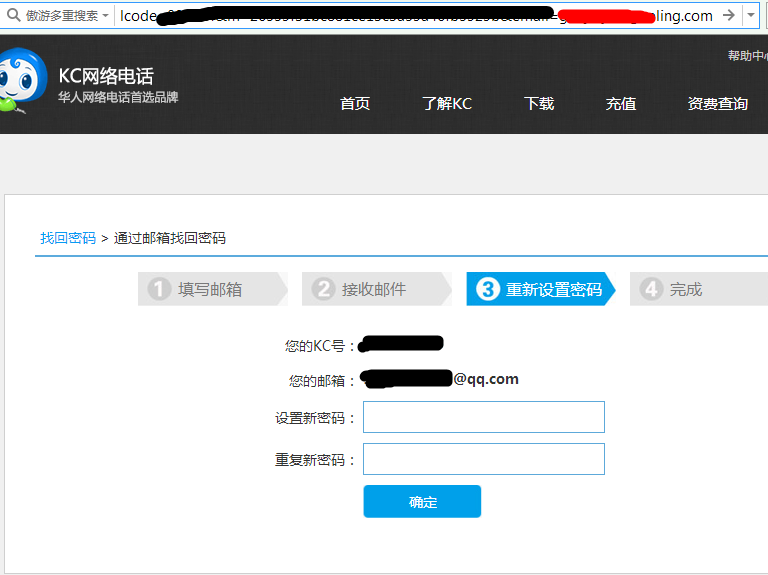 傲游多重搜索 lcode ling.com
帮助中心
KC网络电话
华人网络电话首选品牌
首页 了解KC 下载 充值 资费查询
找回密码 > 通过邮箱找回密码
1 填写邮箱 2 接收邮件 3 重新设置密码 4 完成
您的KC号：
您的邮箱： @qq.com
设置新密码：
重复新密码：
确定